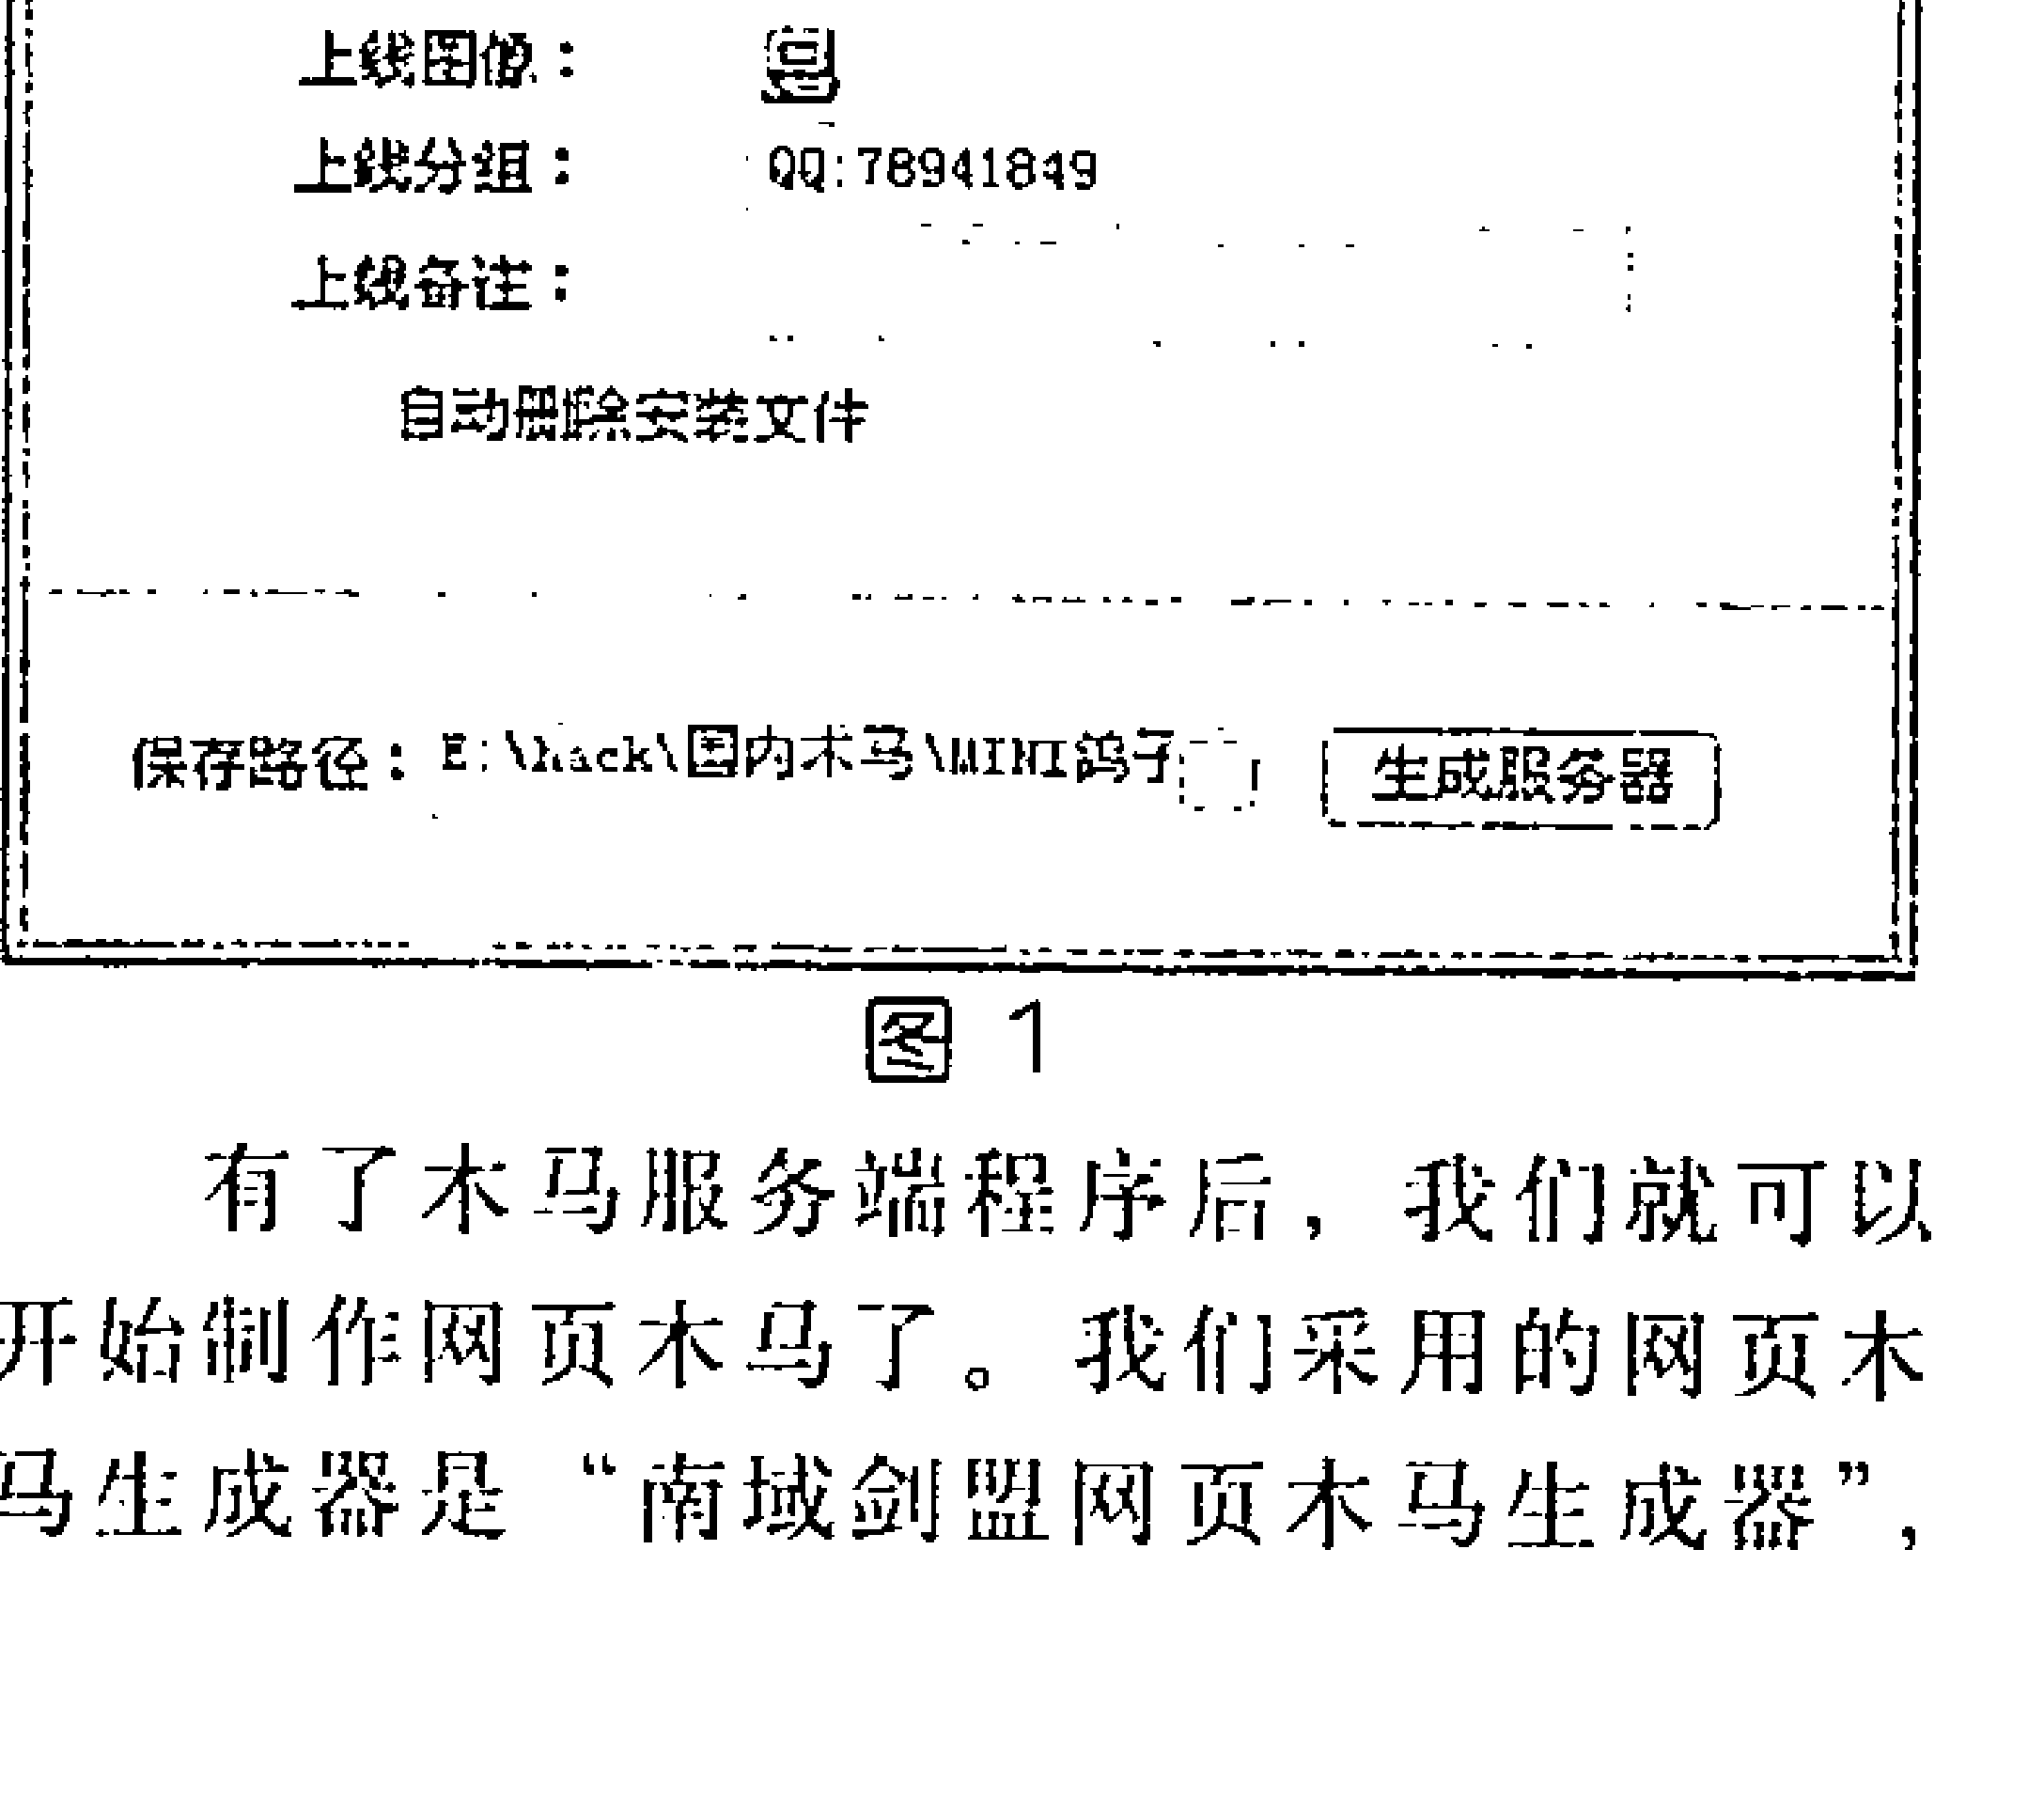 上线图像：
上线分组： QQ:78941849
上线备注：
自动删除安装文件
保存路径： E:\hack\国内木马\MINI鸽子 生成服务器
图 1
有了木马服务端程序后，我们就可以
开始制作网页木马了。我们采用的网页木
马生成器是“南域剑盟网页木马生成器”，